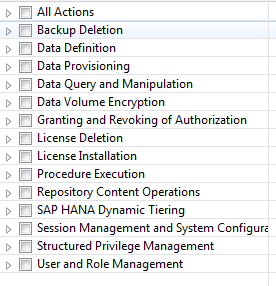 All Actions
Backup Deletion
Data Definition
Data Provisioning
Data Query and Manipulation
Data Volume Encryption
Granting and Revoking of Authorization
License Deletion
License Installation
Procedure Execution
Repository Content Operations
SAP HANA Dynamic Tiering
Session Management and System Configura
Structured Privilege Management
User and Role Management